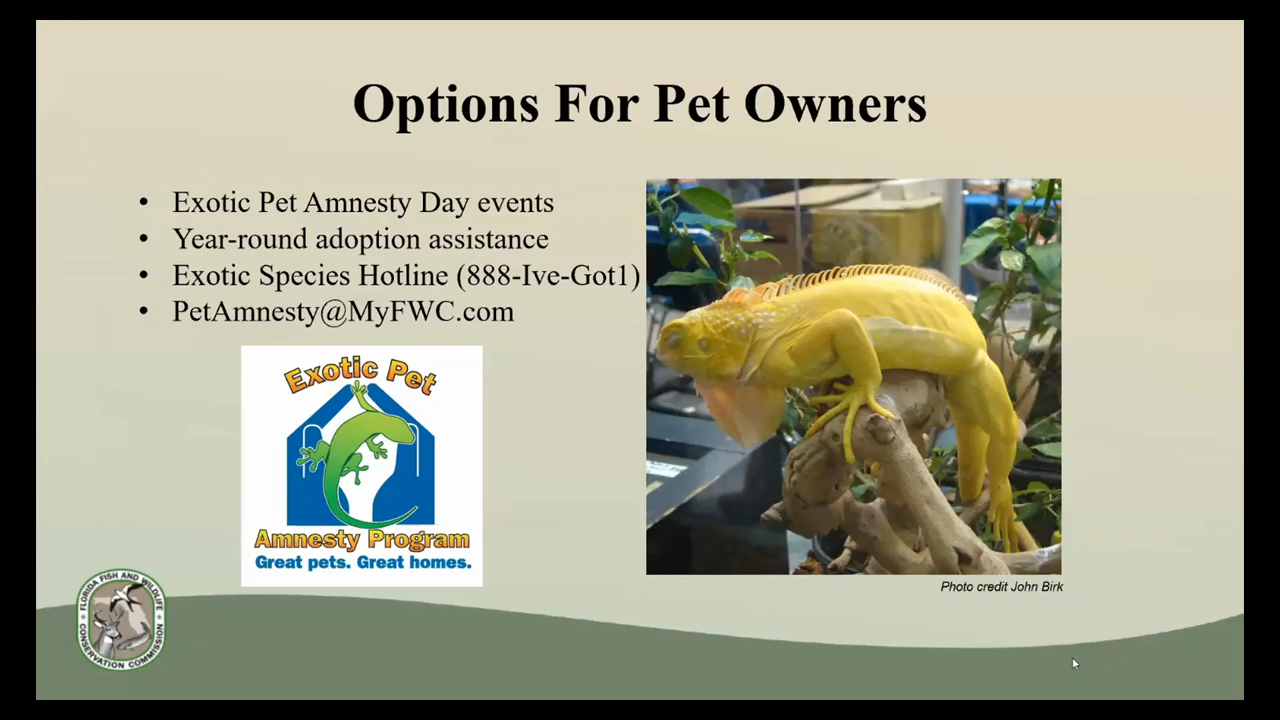 Options For Pet Owners
• Exotic Pet Amnesty Day events
• Year-round adoption assistance
• Exotic Species Hotline (888-Ive-Got1)
• PetAmnesty@MyFWC.com
Exotic Pet
Amnesty Program
Great pets. Great homes.
Photo credit John Birk
FLORIDA FISH AND WILDLIFE
CONSERVATION COMMISSION